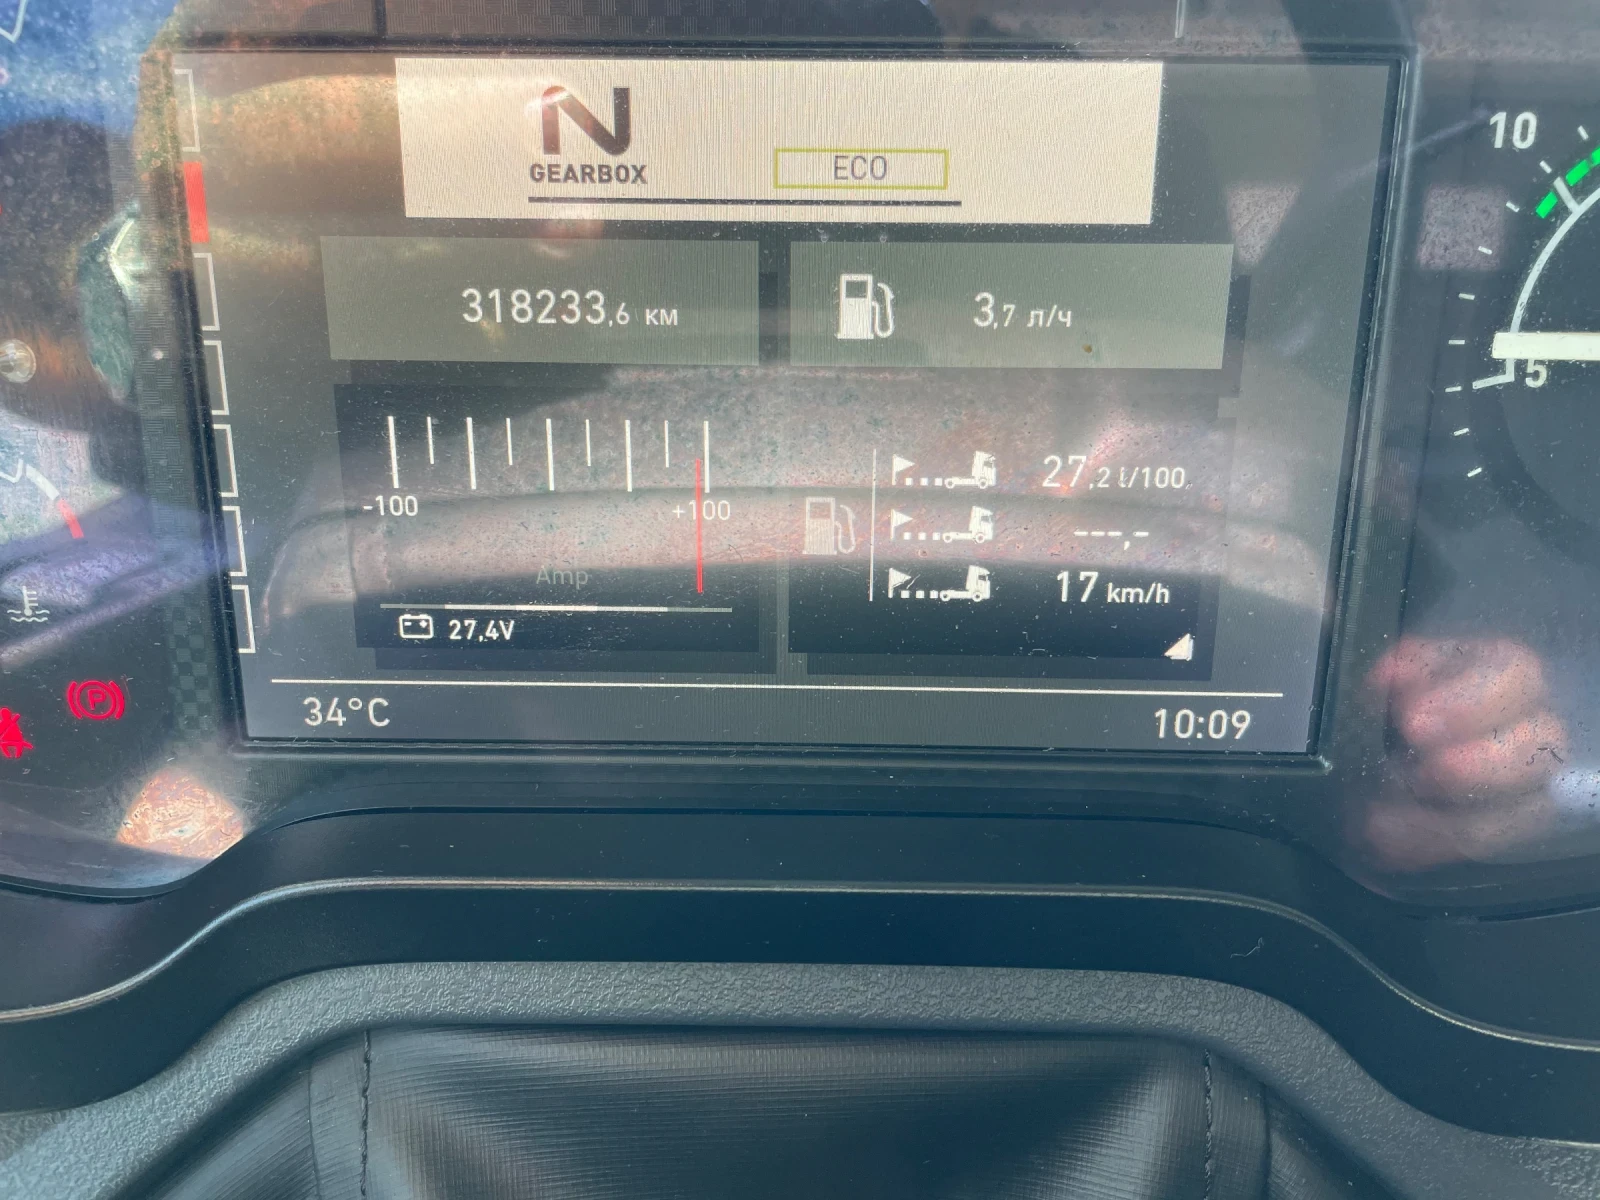 N
GEARBOX
ECO
318233,6 км
3,7 л/ч
-100
+100
Amp
27,4V
27,2 l/100
---,-
17 km/h
34°C
10:09
10
5
P